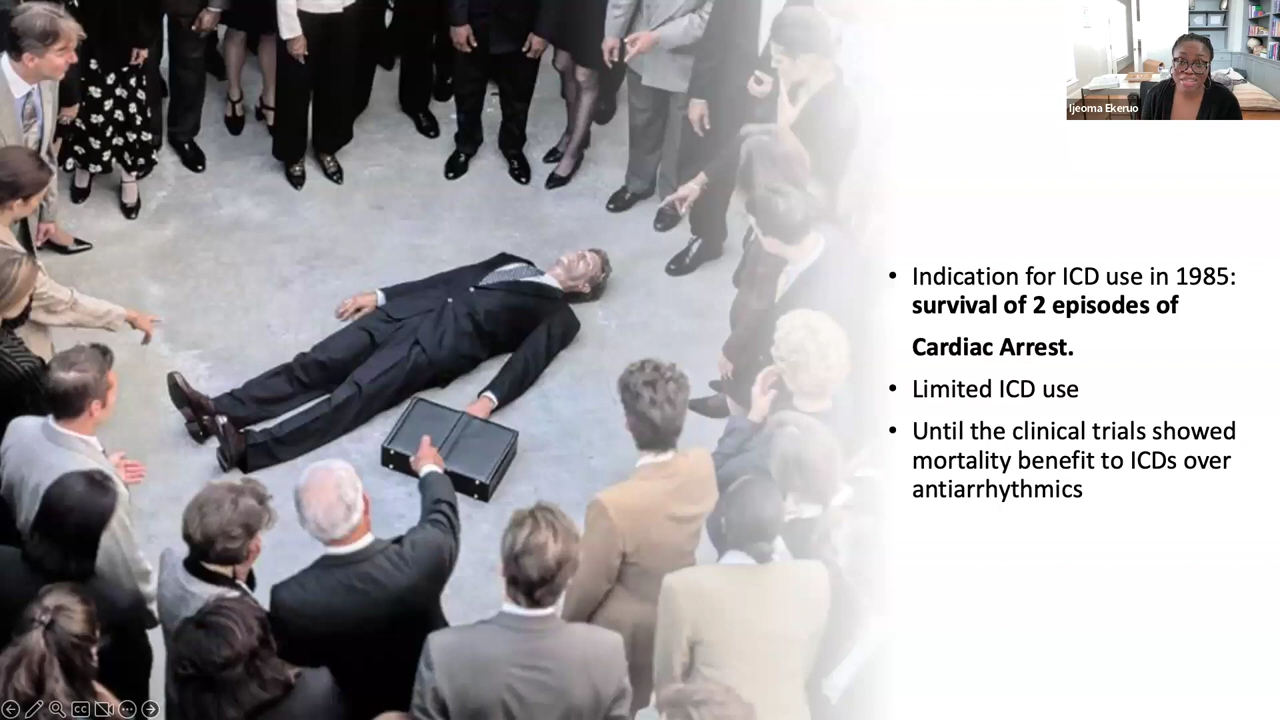 Ijeoma Ekeruo
• Indication for ICD use in 1985:
survival of 2 episodes of
Cardiac Arrest.
• Limited ICD use
• Until the clinical trials showed
mortality benefit to ICDs over
antiarrhythmics
CC